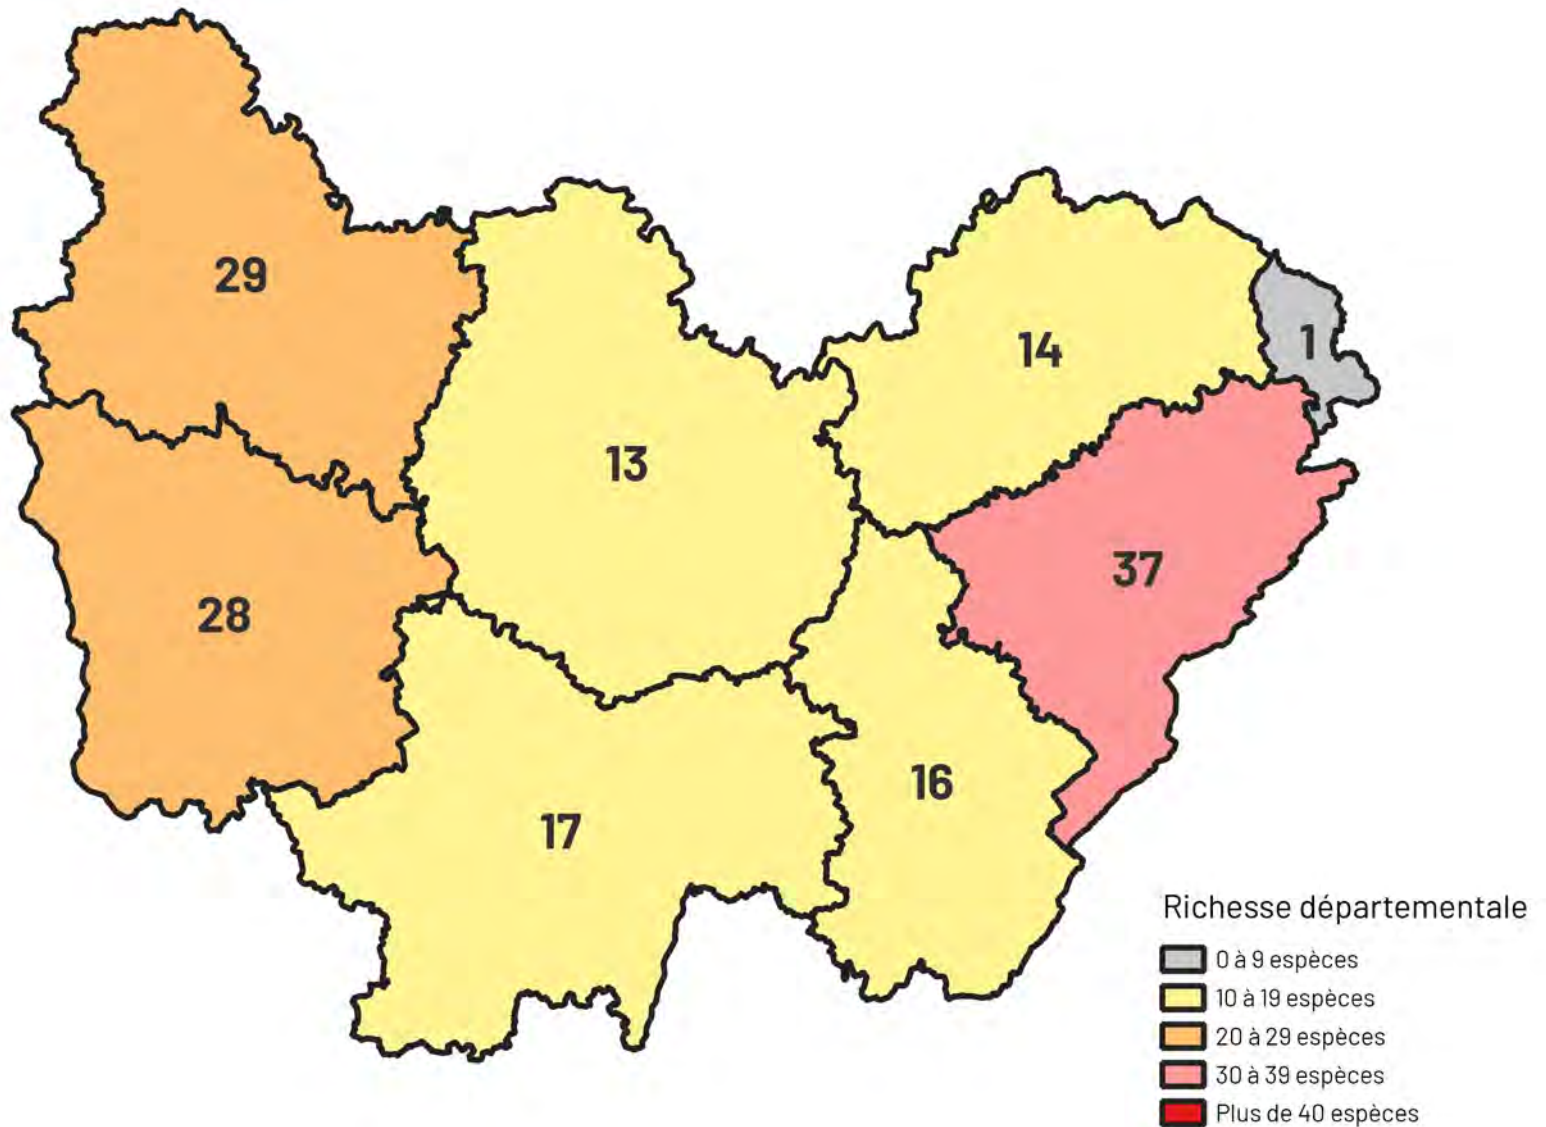 29
14
1
13
37
28
16
17
Richesse départementale
0 à 9 espèces
10 à 19 espèces
20 à 29 espèces
30 à 39 espèces
Plus de 40 espèces